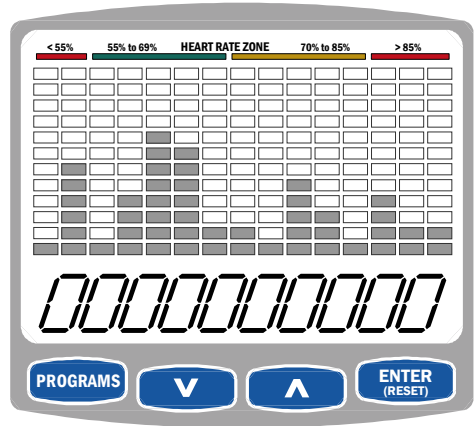 < 55% 55% to 69% HEART RATE ZONE 70% to 85% > 85%
0000000000
PROGRAMS
ENTER
(RESET)